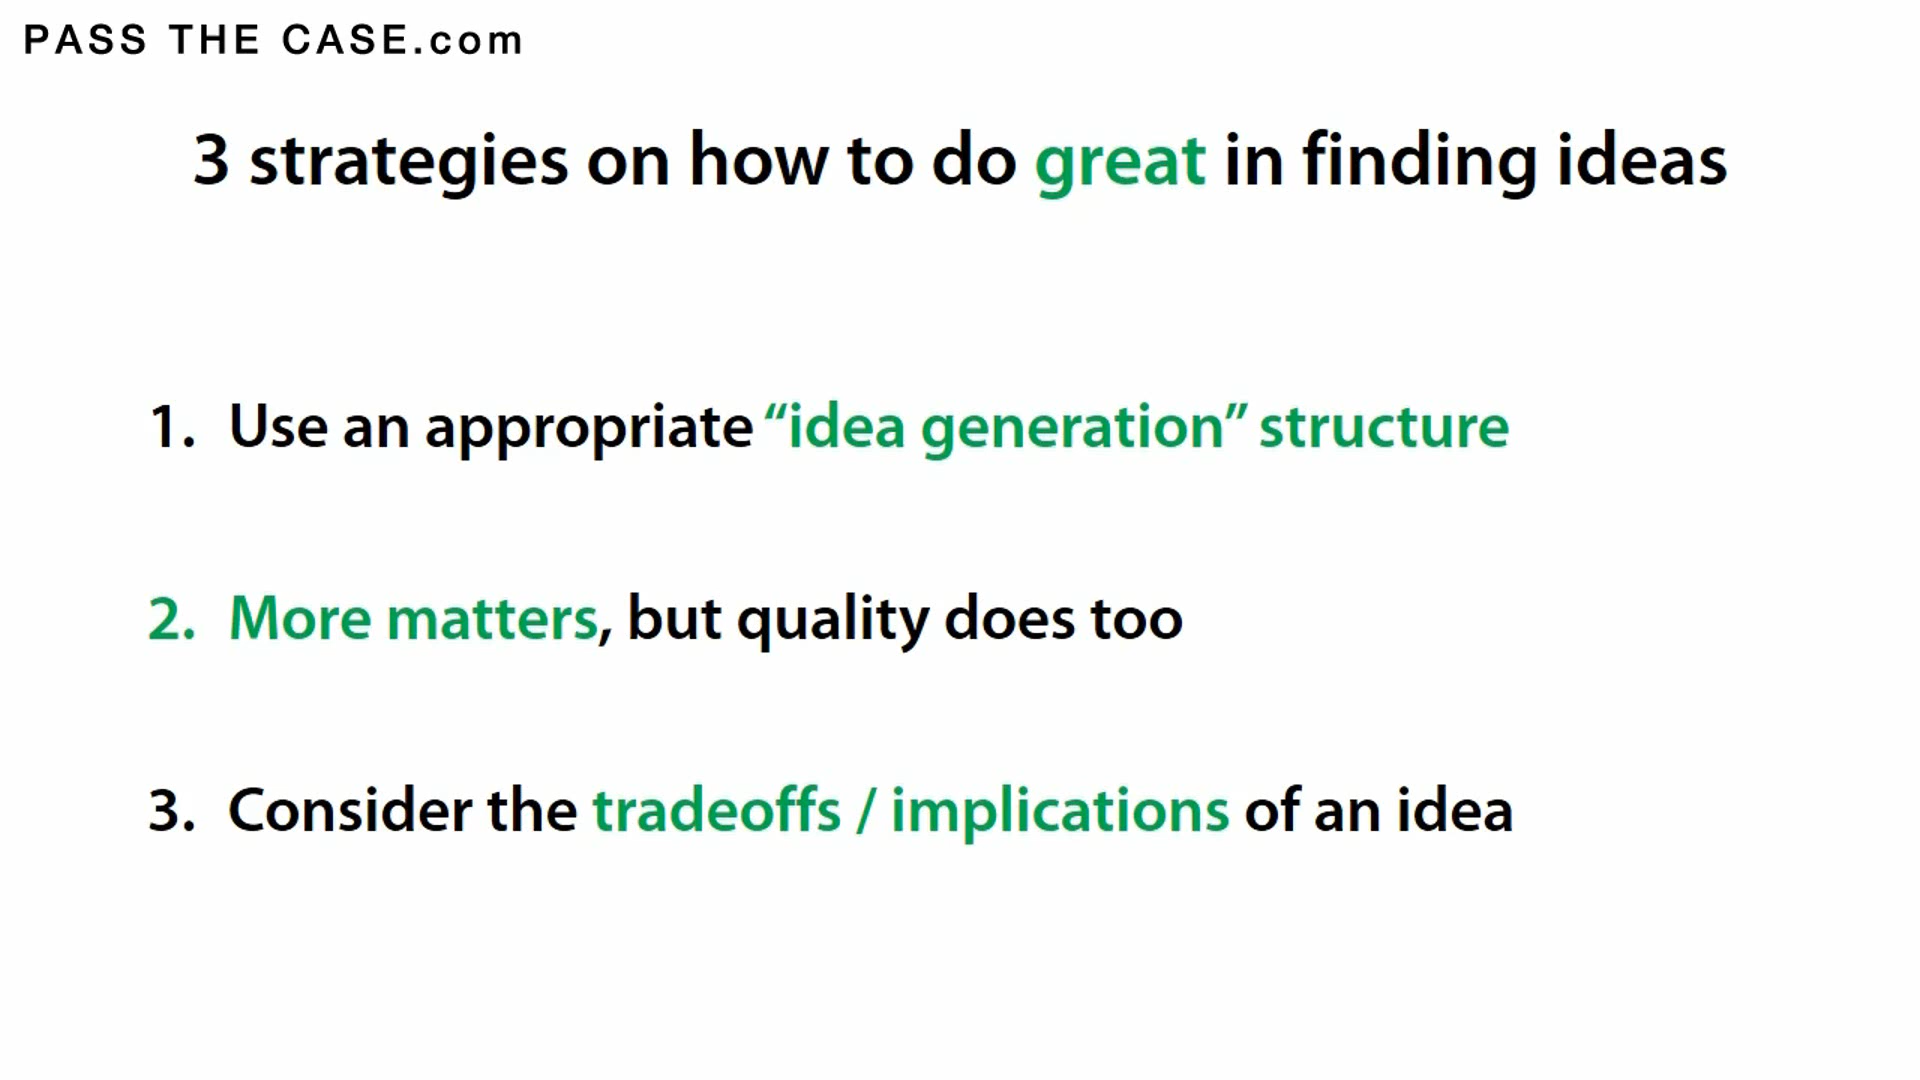 PASS THE CASE.com
3 strategies on how to do great in finding ideas
1. Use an appropriate “idea generation” structure
2. More matters, but quality does too
3. Consider the tradeoffs / implications of an idea